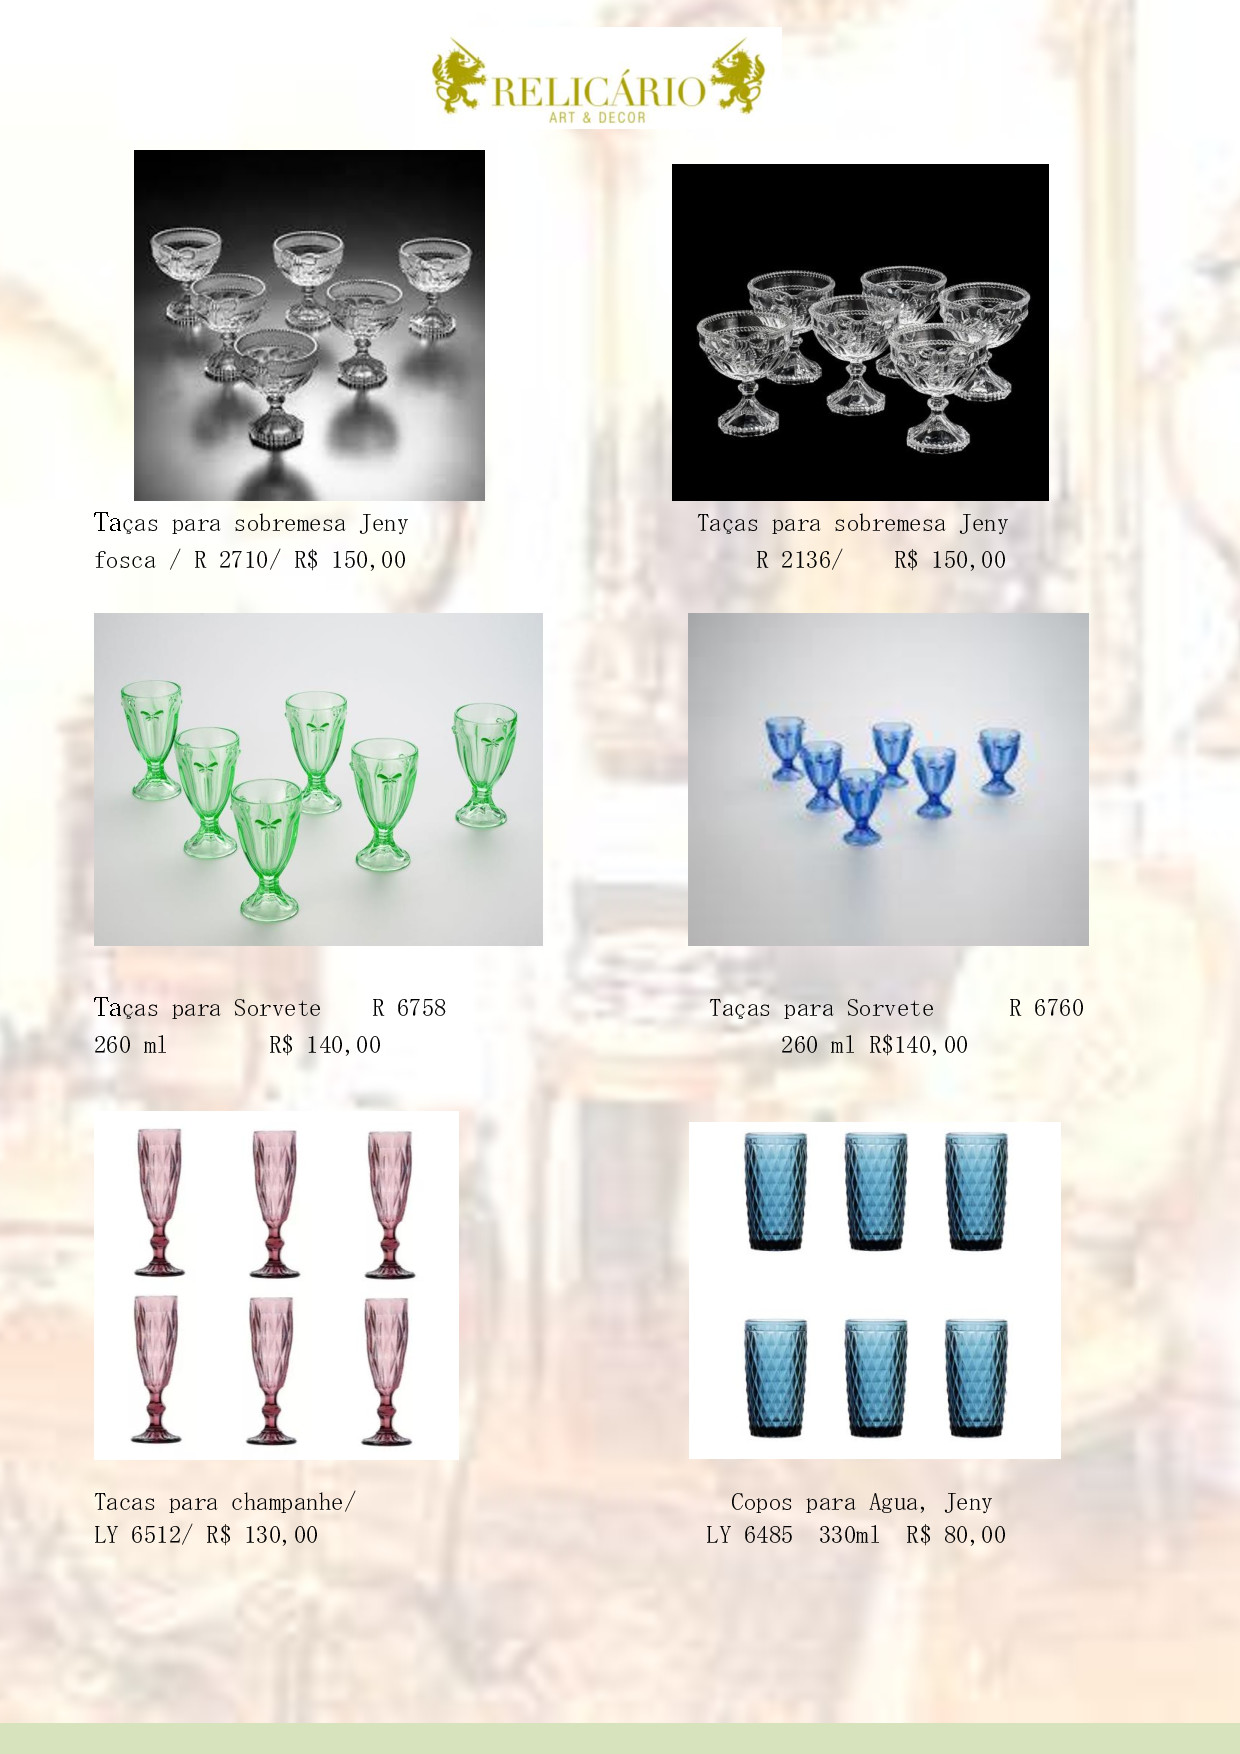 RELICÁRIO
ART & DECOR
Taças para sobremesa Jeny
fosca / R 2710/ R$ 150,00
Taças para sobremesa Jeny
R 2136/ R$ 150,00
Taças para Sorvete R 6758
260 ml R$ 140,00
Taças para Sorvete R 6760
260 ml R$140,00
Tacas para champanhe/
LY 6512/ R$ 130,00
Copos para Agua, Jeny
LY 6485 330ml R$ 80,00